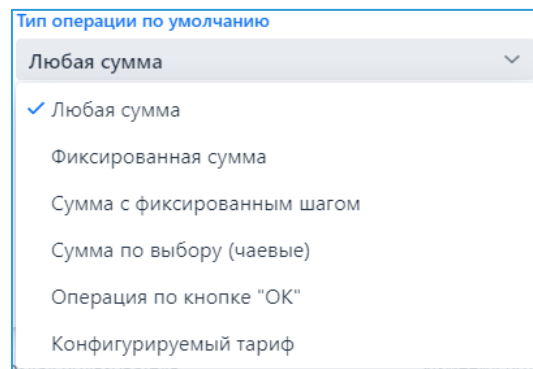 Тип операции по умолчанию
Любая сумма
Любая сумма
Фиксированная сумма
Сумма с фиксированным шагом
Сумма по выбору (чаевые)
Операция по кнопке "ОК"
Конфигурируемый тариф